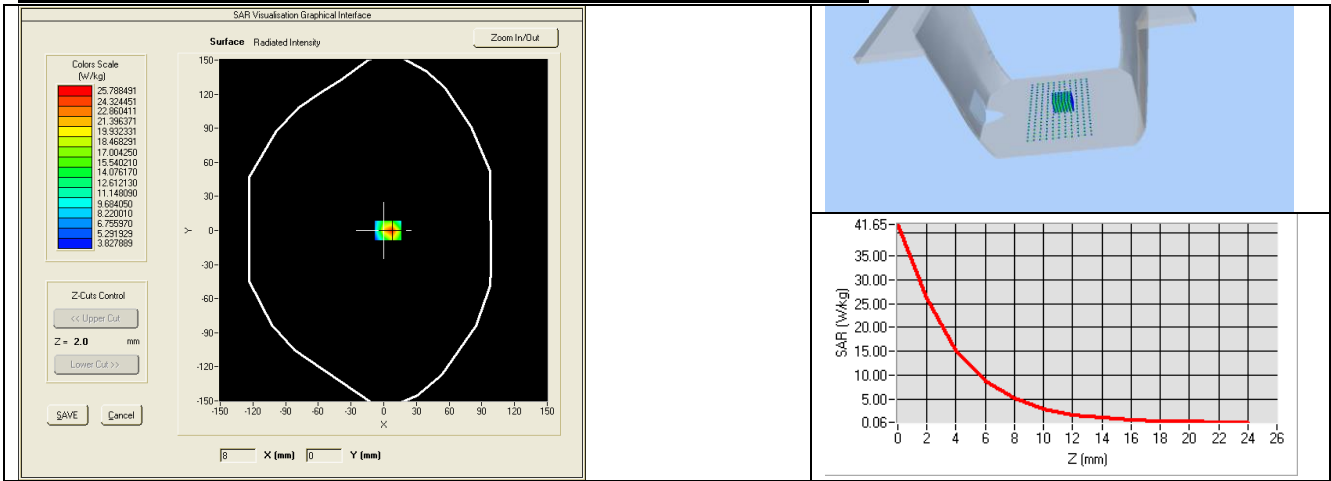 SAR Visualisation Graphical Interface
Surface Radiated Intensity
Zoom In/Out
Colors Scale
(W/kg)
25.788491
24.324451
22.860411
21.396371
19.932331
18.468291
17.004250
15.540210
14.076170
12.612130
11.148090
9.684050
8.220010
6.755970
5.291929
3.827889
Z-Cuts Control
<< Upper Cut
Z = 2.0 mm
Lower Cut >>
SAVE Cancel
150
120
90
60
30
Y 0
-30
-60
-90
-120
-150
-150 -120 -90 -60 -30 0 30 60 90 120 150
X
8 X (mm) 0 Y (mm)
41.65
35.00
30.00
25.00
20.00
15.00
10.00
5.00
0.06
SAR (W/kg)
0 2 4 6 8 10 12 14 16 18 20 22 24 26
Z (mm)